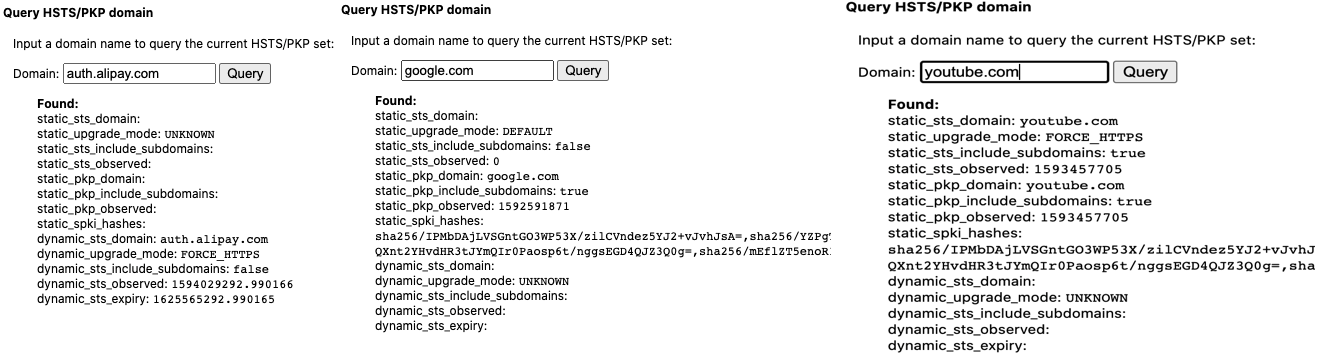 Query HSTS/PKP domain
Input a domain name to query the current HSTS/PKP set:
Domain: auth.alipay.com Query
Found:
static_sts_domain:
static_upgrade_mode: UNKNOWN
static_sts_include_subdomains:
static_sts_observed:
static_pkp_domain:
static_pkp_include_subdomains:
static_pkp_observed:
static_spki_hashes:
dynamic_sts_domain: auth.alipay.com
dynamic_upgrade_mode: FORCE_HTTPS
dynamic_sts_include_subdomains: false
dynamic_sts_observed: 1594029292.990166
dynamic_sts_expiry: 1625565292.990165
Query HSTS/PKP domain
Input a domain name to query the current HSTS/PKP set:
Domain: google.com Query
Found:
static_sts_domain:
static_upgrade_mode: DEFAULT
static_sts_include_subdomains: false
static_sts_observed: 0
static_pkp_domain: google.com
static_pkp_include_subdomains: true
static_pkp_observed: 1592591871
static_spki_hashes:
sha256/IPMbDAjLVSGntGO3WP53X/zilCVndez5YJ2+vJvhJsA=,sha256/YZPg
QXnt2YHvdHR3tJYmQIr0Paosp6t/nggsEGD4QJZ3Q0g=,sha256/mEflZT5enoR
dynamic_sts_domain:
dynamic_upgrade_mode: UNKNOWN
dynamic_sts_include_subdomains:
dynamic_sts_observed:
dynamic_sts_expiry:
Query HSTS/PKP domain
Input a domain name to query the current HSTS/PKP set:
Domain: youtube.com Query
Found:
static_sts_domain: youtube.com
static_upgrade_mode: FORCE_HTTPS
static_sts_include_subdomains: true
static_sts_observed: 1593457705
static_pkp_domain: youtube.com
static_pkp_include_subdomains: true
static_pkp_observed: 1593457705
static_spki_hashes:
sha256/IPMbDAjLVSGntGO3WP53X/zilCVndez5YJ2+vJvhJ
QXnt2YHvdHR3tJYmQIr0Paosp6t/nggsEGD4QJZ3Q0g=,sha
dynamic_sts_domain:
dynamic_upgrade_mode: UNKNOWN
dynamic_sts_include_subdomains:
dynamic_sts_observed:
dynamic_sts_expiry: